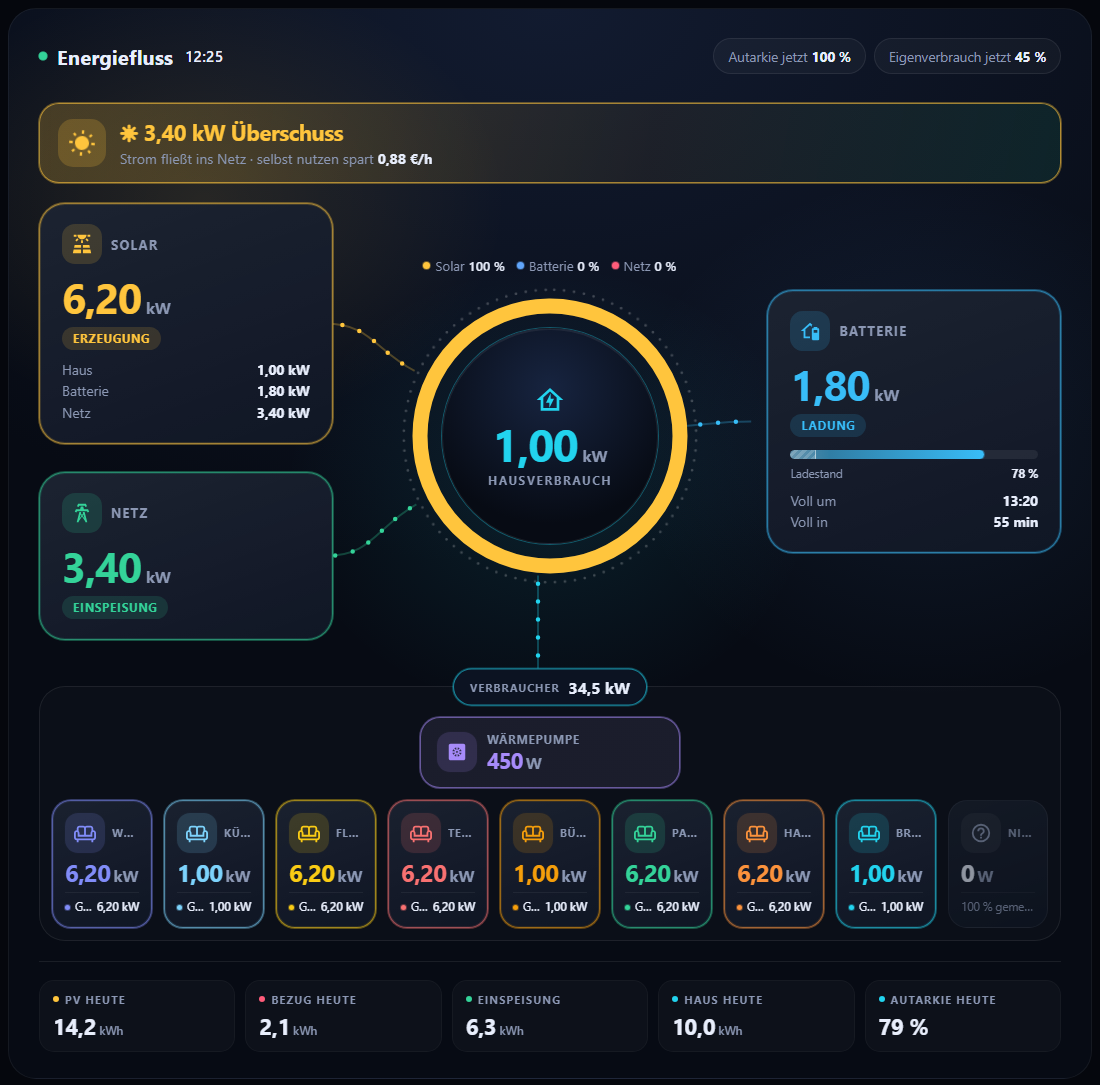 Energiefluss 12:25
Autarkie jetzt 100 %
Eigenverbrauch jetzt 45 %
☀ 3,40 kW Überschuss
Strom fließt ins Netz · selbst nutzen spart 0,88 €/h
SOLAR
6,20 kW
ERZEUGUNG
Haus 1,00 kW
Batterie 1,80 kW
Netz 3,40 kW
NETZ
3,40 kW
EINSPEISUNG
Solar 100 % Batterie 0 % Netz 0 %
1,00 kW
HAUSVERBRAUCH
BATTERIE
1,80 kW
LADUNG
Ladestand 78 %
Voll um 13:20
Voll in 55 min
VERBRAUCHER 34,5 kW
WÄRMEPUMPE
450 W
W...
6,20 kW
G... 6,20 kW
KÜ...
1,00 kW
G... 1,00 kW
FL...
6,20 kW
G... 6,20 kW
TE...
6,20 kW
G... 6,20 kW
BÜ...
1,00 kW
G... 1,00 kW
PA...
6,20 kW
G... 6,20 kW
HA...
6,20 kW
G... 6,20 kW
BR...
1,00 kW
G... 1,00 kW
NI...
0 W
100 % geme...
PV HEUTE
14,2 kWh
BEZUG HEUTE
2,1 kWh
EINSPEISUNG
6,3 kWh
HAUS HEUTE
10,0 kWh
AUTARKIE HEUTE
79 %